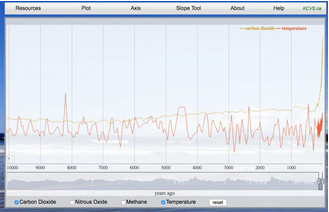 Resources Plot Axis Slope Tool About Help KCVS.ca
carbon dioxide temperature
10000 9000 8000 7000 6000 5000 4000 3000 2000 1000
years ago
Carbon Dioxide Nitrous Oxide Methane Temperature reset